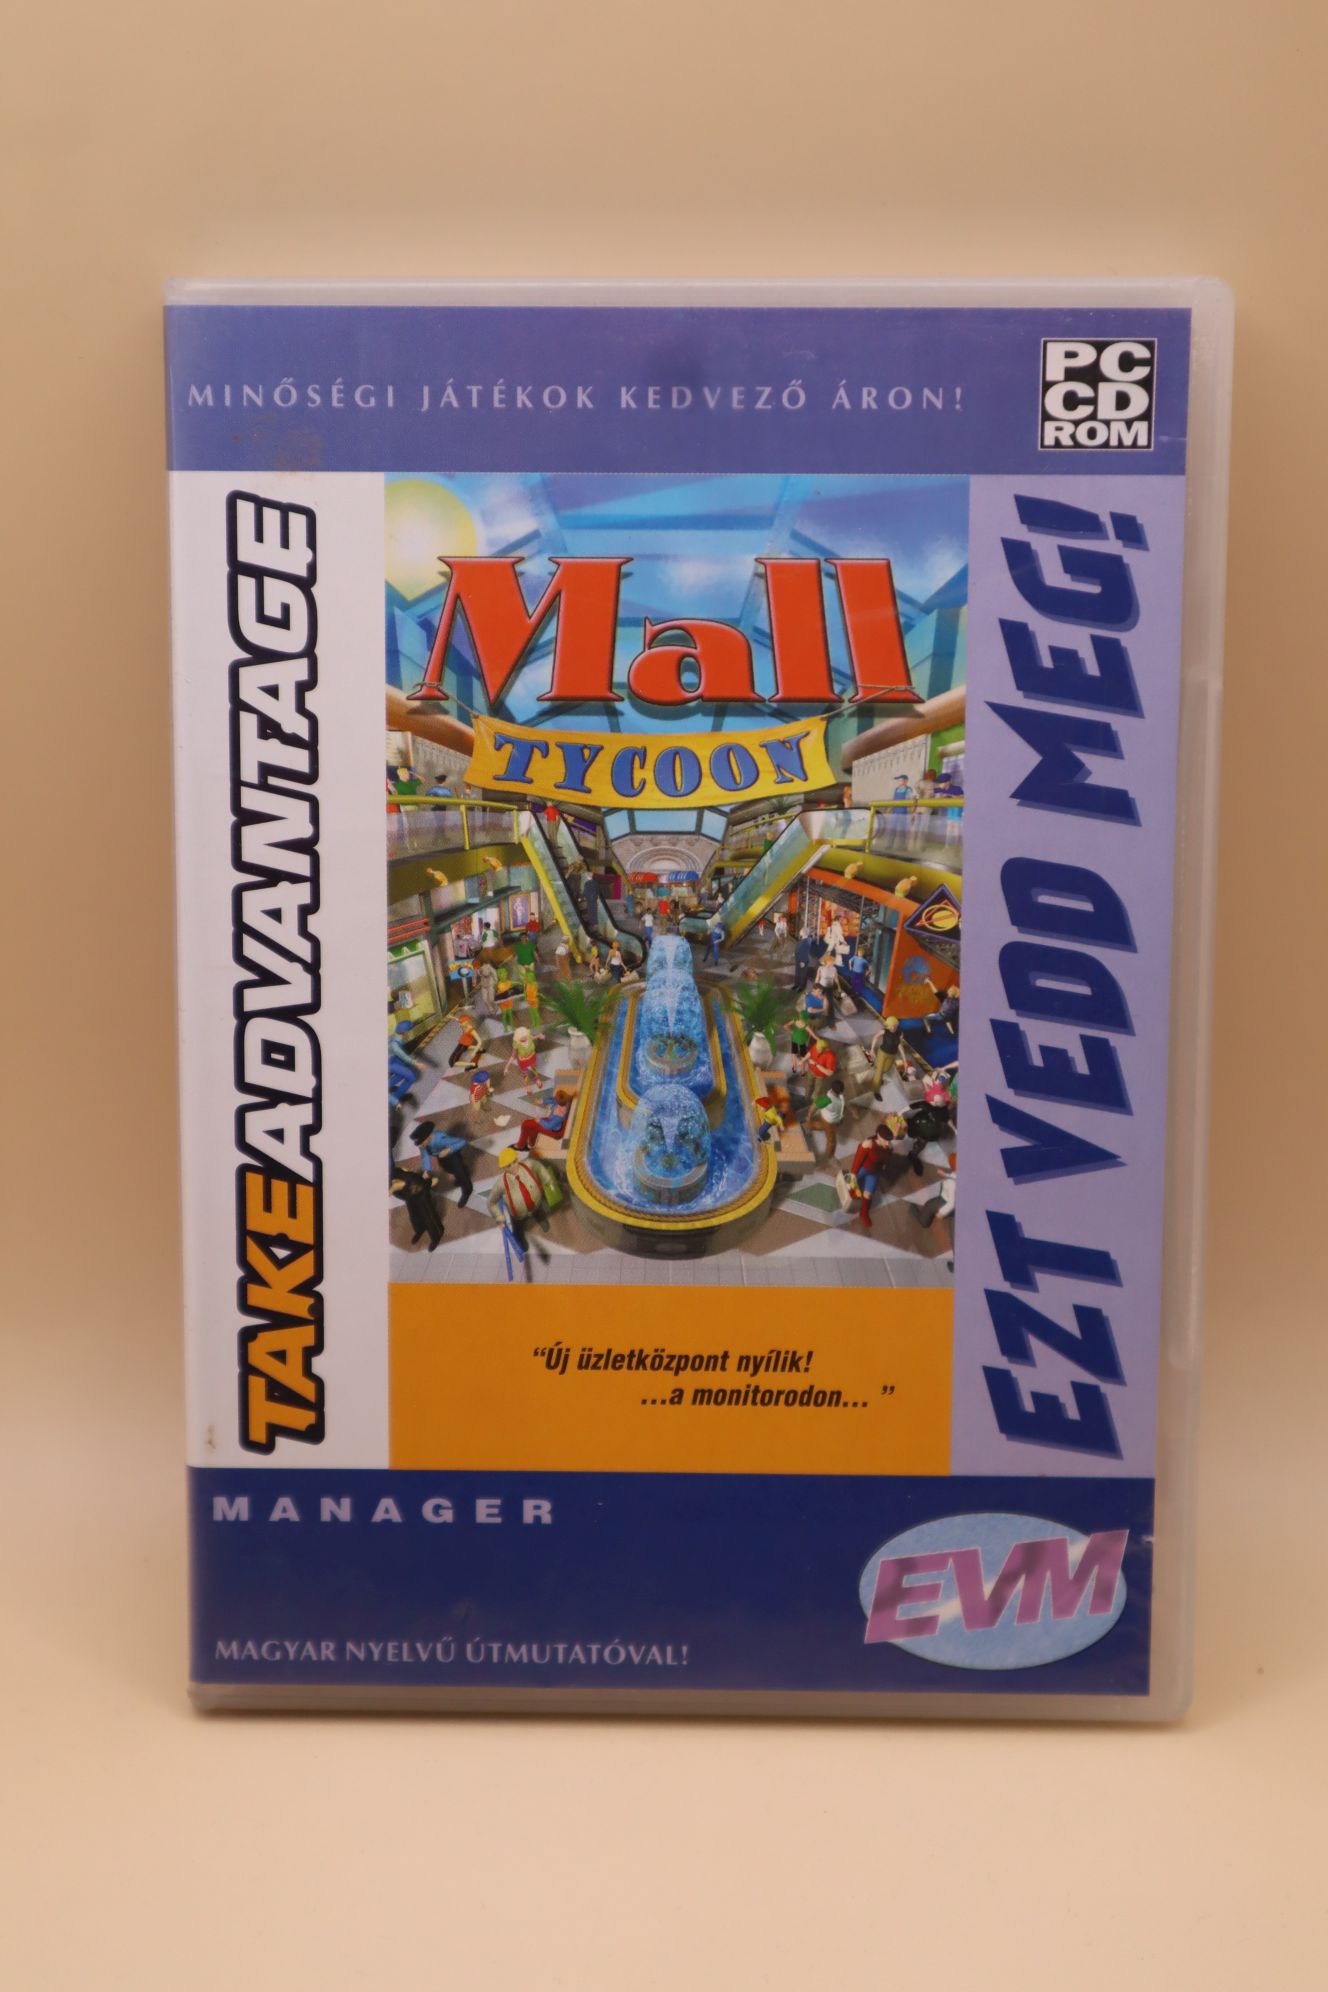 MINŐSÉGI JÁTÉKOK KEDVEZŐ ÁRON!
PC
CD
ROM
TAKEADVANTAGE
Mall
TYCOON
EZT VEDD MEG!
“Új üzletközpont nyílik!
...a monitorodon... ”
MANAGER
EVM
MAGYAR NYELVŰ ÚTMUTATÓVAL!